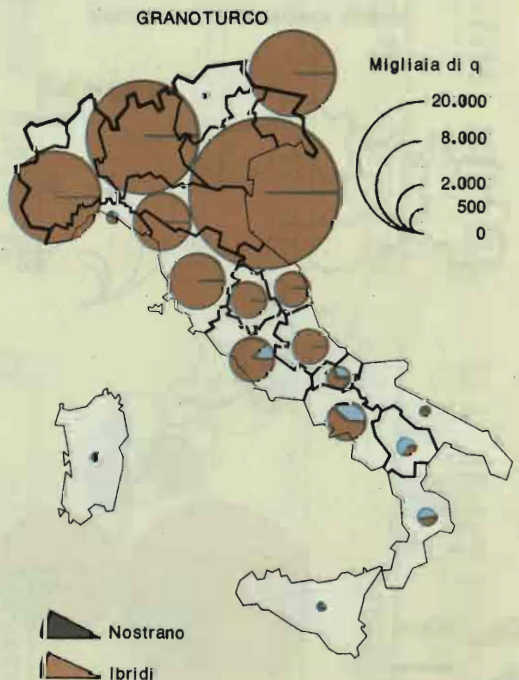 GRANOTURCO
Migliaia di q
20.000
8.000
2.000
500
0
Nostrano
Ibridi